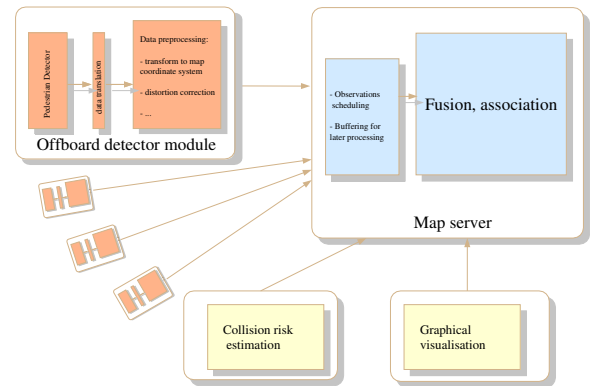 Pedestrian Detector
data translation
Data preprocessing:
- transform to map
coordinate system
- distortion correction
- ...
Offboard detector module
- Observations
scheduling
- Buffering for
later processing
Fusion, association
Map server
Collision risk
estimation
Graphical
visualisation